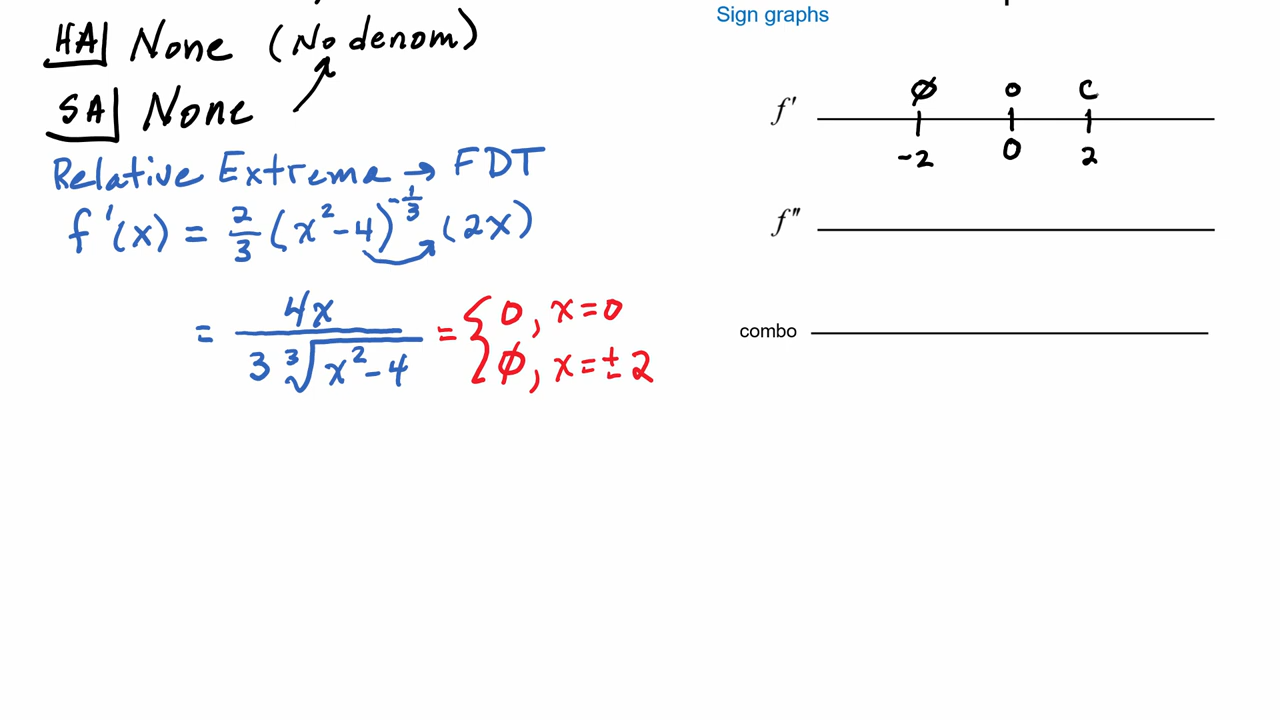 HA None (No denom)
SA None
Relative Extrema → FDT
f'(x) = 2/3 (x²-4)^(-1/3) (2x)
= 4x / (3 ∛(x²-4)) = { 0, x=0
∅, x=±2
Sign graphs
∅ 0 C
f'
-2 0 2
f"
combo